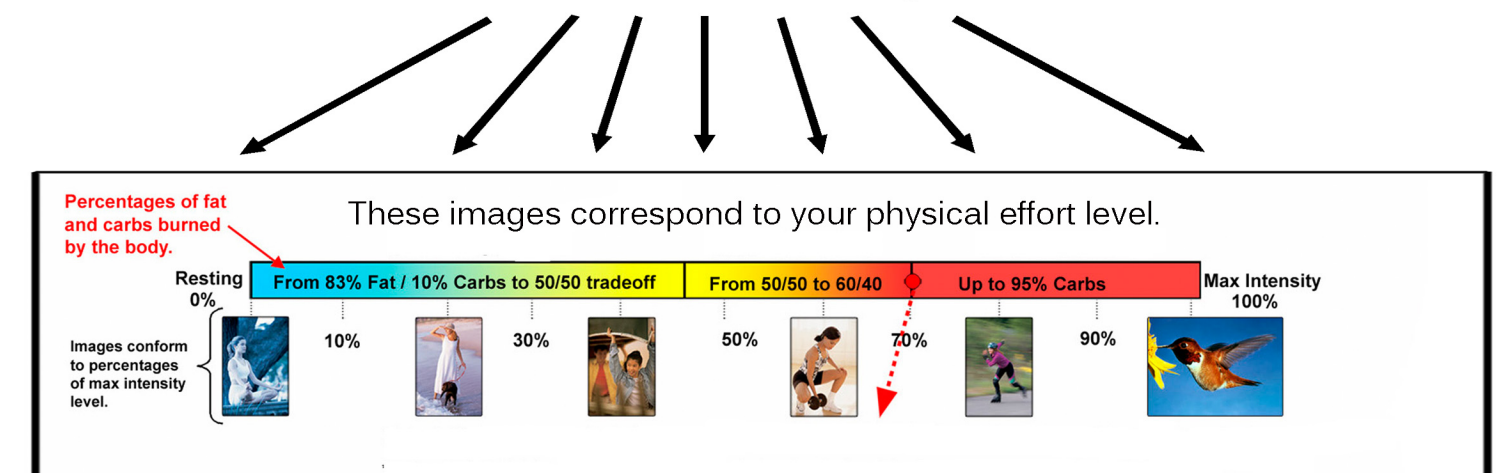 Percentages of fat
and carbs burned
by the body.
These images correspond to your physical effort level.
Resting
0%
From 83% Fat / 10% Carbs to 50/50 tradeoff
From 50/50 to 60/40
Up to 95% Carbs
Max Intensity
100%
Images conform
to percentages
of max intensity
level.
10%
30%
50%
70%
90%